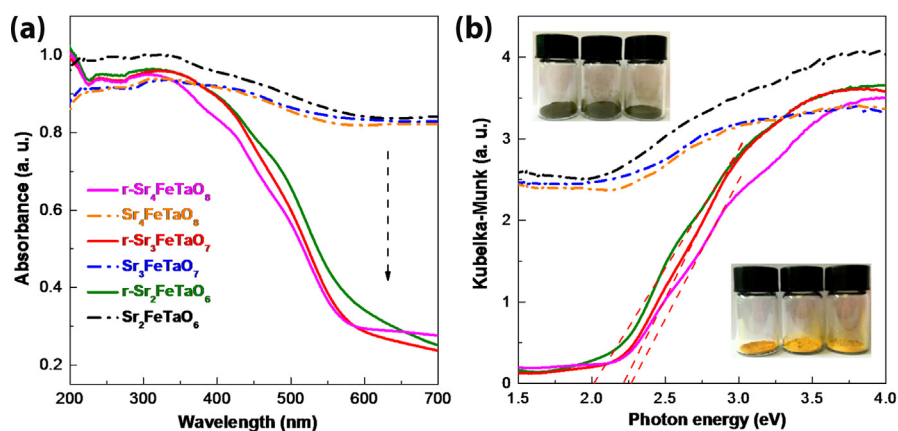 (a)
Absorbance (a. u.)
1.0
0.8
0.6
0.4
0.2
r-Sr₄FeTaO₈
Sr₄FeTaO₈
r-Sr₃FeTaO₇
Sr₃FeTaO₇
r-Sr₂FeTaO₆
Sr₂FeTaO₆
200 300 400 500 600 700
Wavelength (nm)
(b)
Kubelka-Munk (a. u.)
4
3
2
1
0
1.5 2.0 2.5 3.0 3.5 4.0
Photon energy (eV)